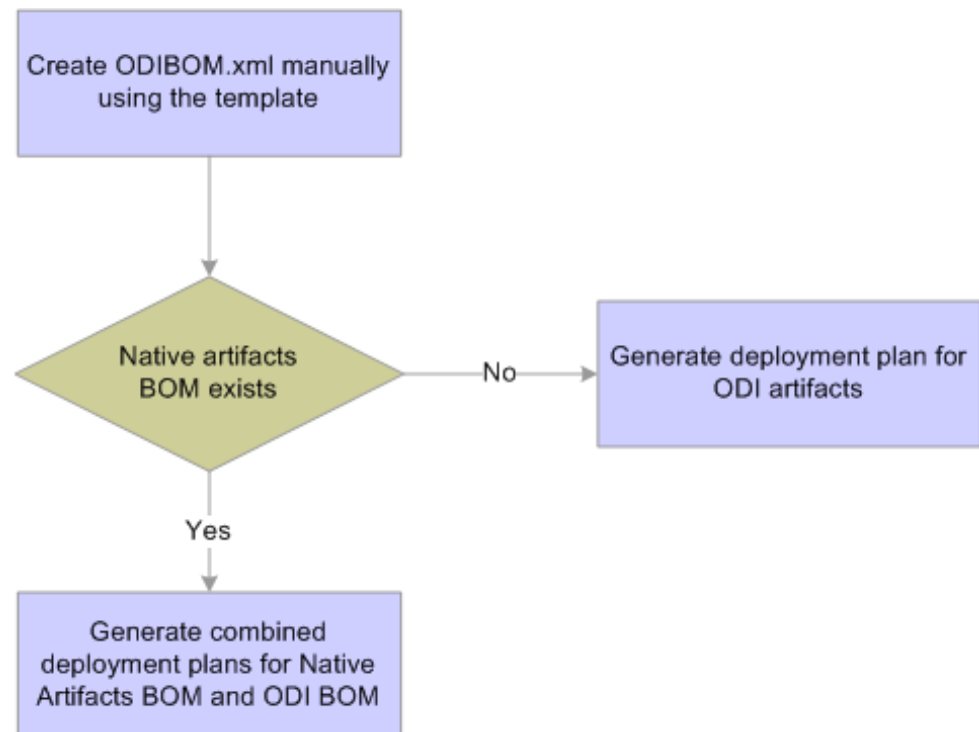 Create ODIBOM.xml manually
using the template
Native artifacts
BOM exists
No
Generate deployment plan for
ODI artifacts
Yes
Generate combined
deployment plans for Native
Artifacts BOM and ODI BOM